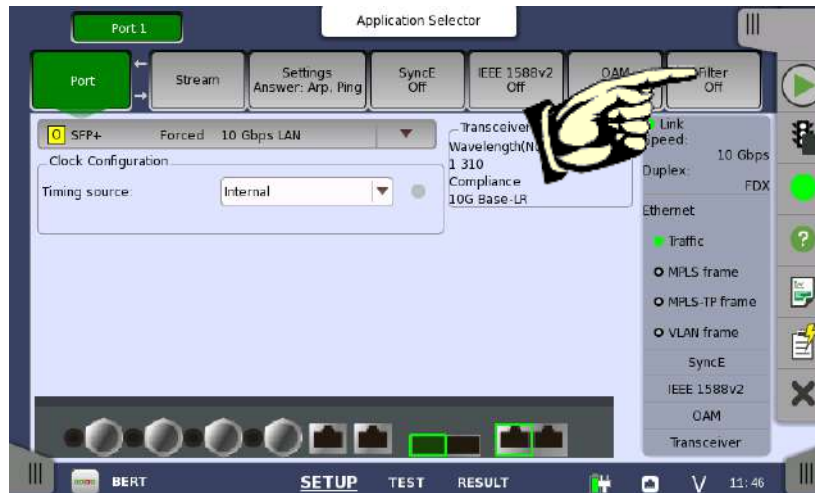 Port 1
Application Selector
Port
Stream
Settings
Answer: Arp. Ping
SyncE
Off
IEEE 1588v2
Off
OAM
Filter
Off
O SFP+ Forced 10 Gbps LAN
Clock Configuration
Timing source: Internal
Transceiver
1 310
Compliance
10G Base-LR
Link
10 Gbps
Duplex:
FDX
Ethernet
Traffic
MPLS frame
MPLS-TP frame
VLAN frame
SyncE
IEEE 1588v2
OAM
Transceiver
BERT
SETUP
TEST
RESULT
V
11:46